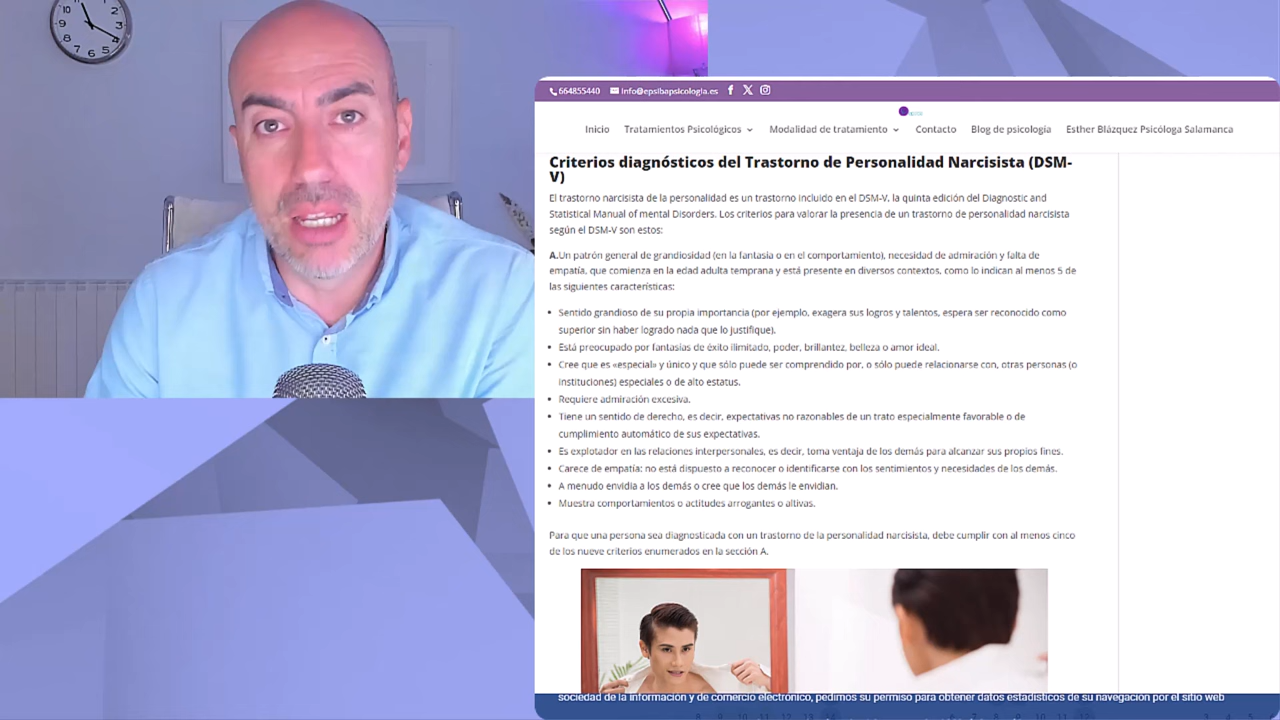 10
11
2
3
4
5
6
7
664855440 info@epsibapsicologia.es
Inicio Tratamientos Psicológicos Modalidad de tratamiento Contacto Blog de psicología Esther Blázquez Psicóloga Salamanca
Criterios diagnósticos del Trastorno de Personalidad Narcisista (DSM-
V)
El trastorno narcisista de la personalidad es un trastorno incluido en el DSM-V, la quinta edición del Diagnostic and
Statistical Manual of mental Disorders. Los criterios para valorar la presencia de un trastorno de personalidad narcisista
según el DSM-V son estos:
A.Un patrón general de grandiosidad (en la fantasía o en el comportamiento), necesidad de admiración y falta de
empatía, que comienza en la edad adulta temprana y está presente en diversos contextos, como lo indican al menos 5 de
las siguientes características:
• Sentido grandioso de su propia importancia (por ejemplo, exagera sus logros y talentos, espera ser reconocido como
superior sin haber logrado nada que lo justifique).
• Está preocupado por fantasías de éxito ilimitado, poder, brillantez, belleza o amor ideal.
• Cree que es «especial» y único y que sólo puede ser comprendido por, o sólo puede relacionarse con, otras personas (o
instituciones) especiales o de alto estatus.
• Requiere admiración excesiva.
• Tiene un sentido de derecho, es decir, expectativas no razonables de un trato especialmente favorable o de
cumplimiento automático de sus expectativas.
• Es explotador en las relaciones interpersonales, es decir, toma ventaja de los demás para alcanzar sus propios fines.
• Carece de empatía: no está dispuesto a reconocer o identificarse con los sentimientos y necesidades de los demás.
• A menudo envidia a los demás o cree que los demás le envidian.
• Muestra comportamientos o actitudes arrogantes o altivas.
Para que una persona sea diagnosticada con un trastorno de la personalidad narcisista, debe cumplir con al menos cinco
de los nueve criterios enumerados en la sección A.
sociedad de la información y de comercio electrónico, pedimos su permiso para obtener datos estadísticos de su navegación por el sitio web